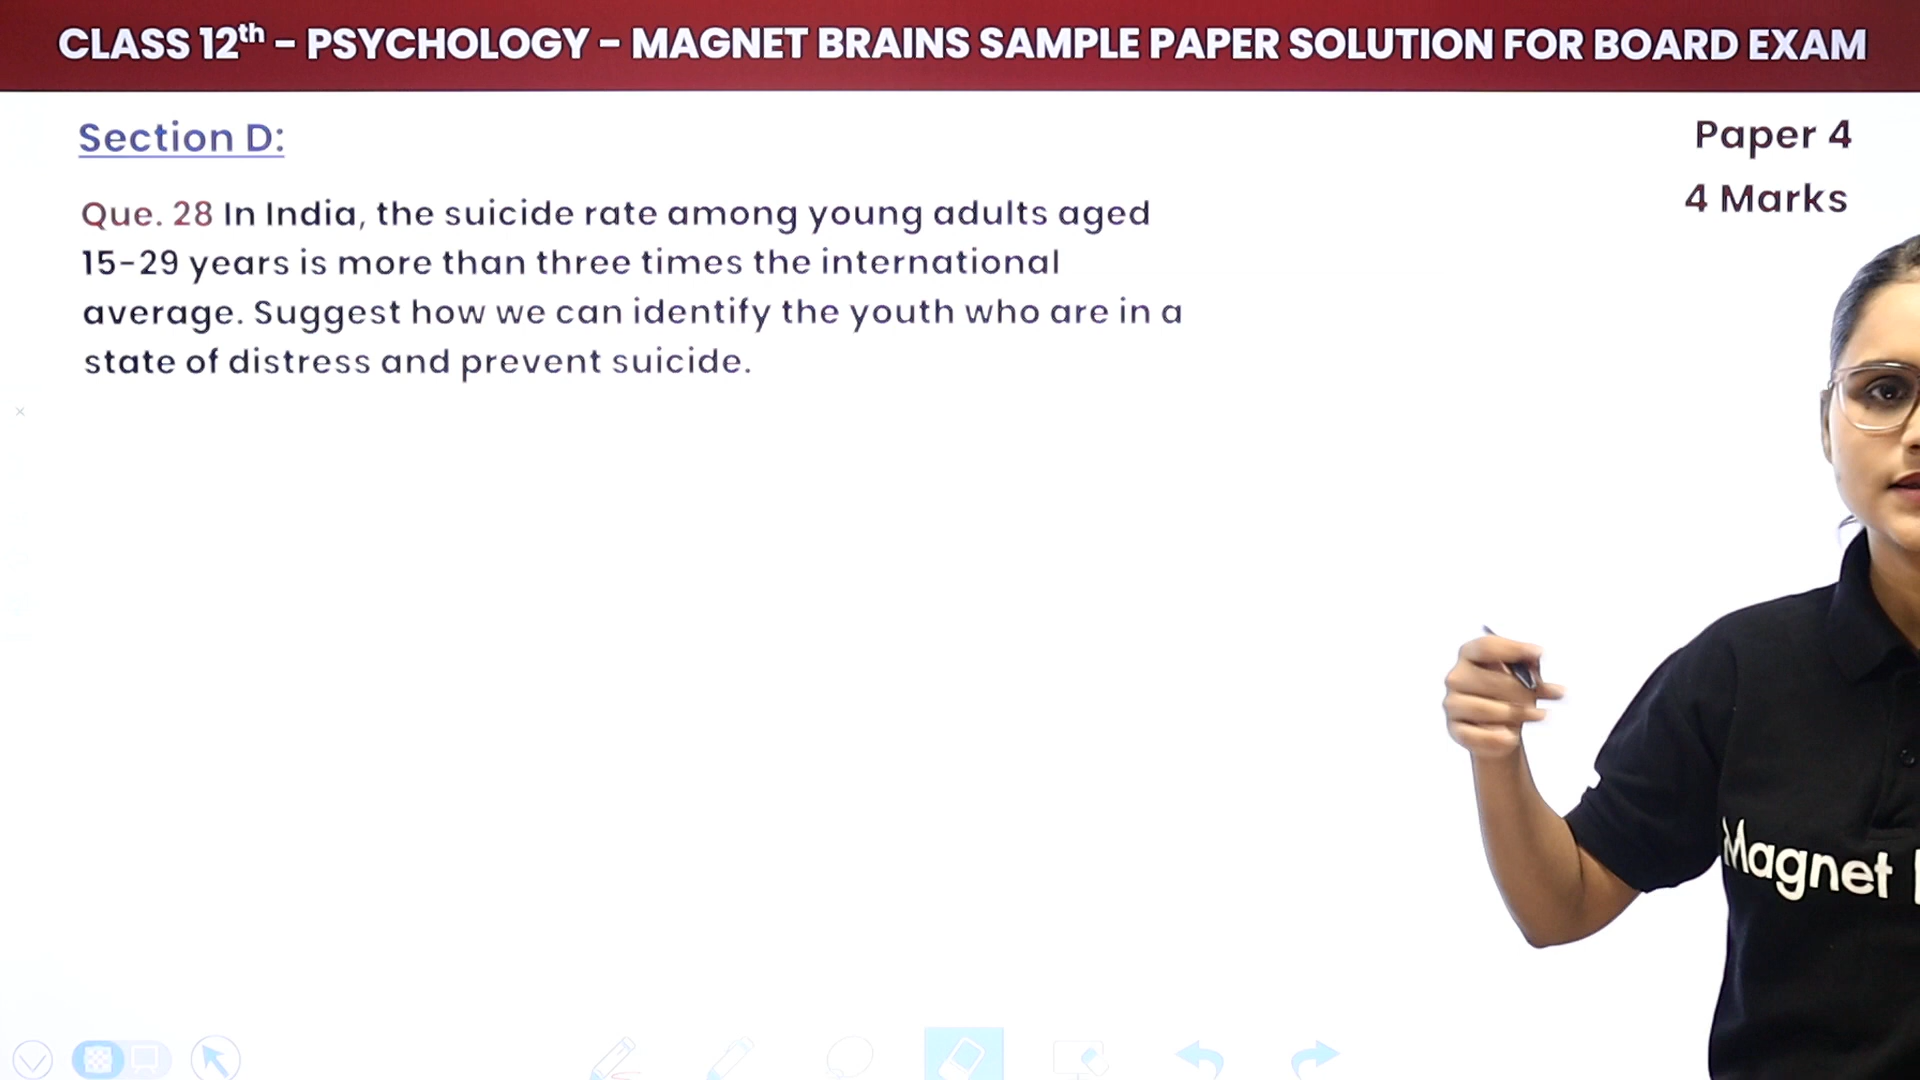 CLASS 12th - PSYCHOLOGY - MAGNET BRAINS SAMPLE PAPER SOLUTION FOR BOARD EXAM
Section D:
Paper 4
4 Marks
Que. 28 In India, the suicide rate among young adults aged
15-29 years is more than three times the international
average. Suggest how we can identify the youth who are in a
state of distress and prevent suicide.
Magnet